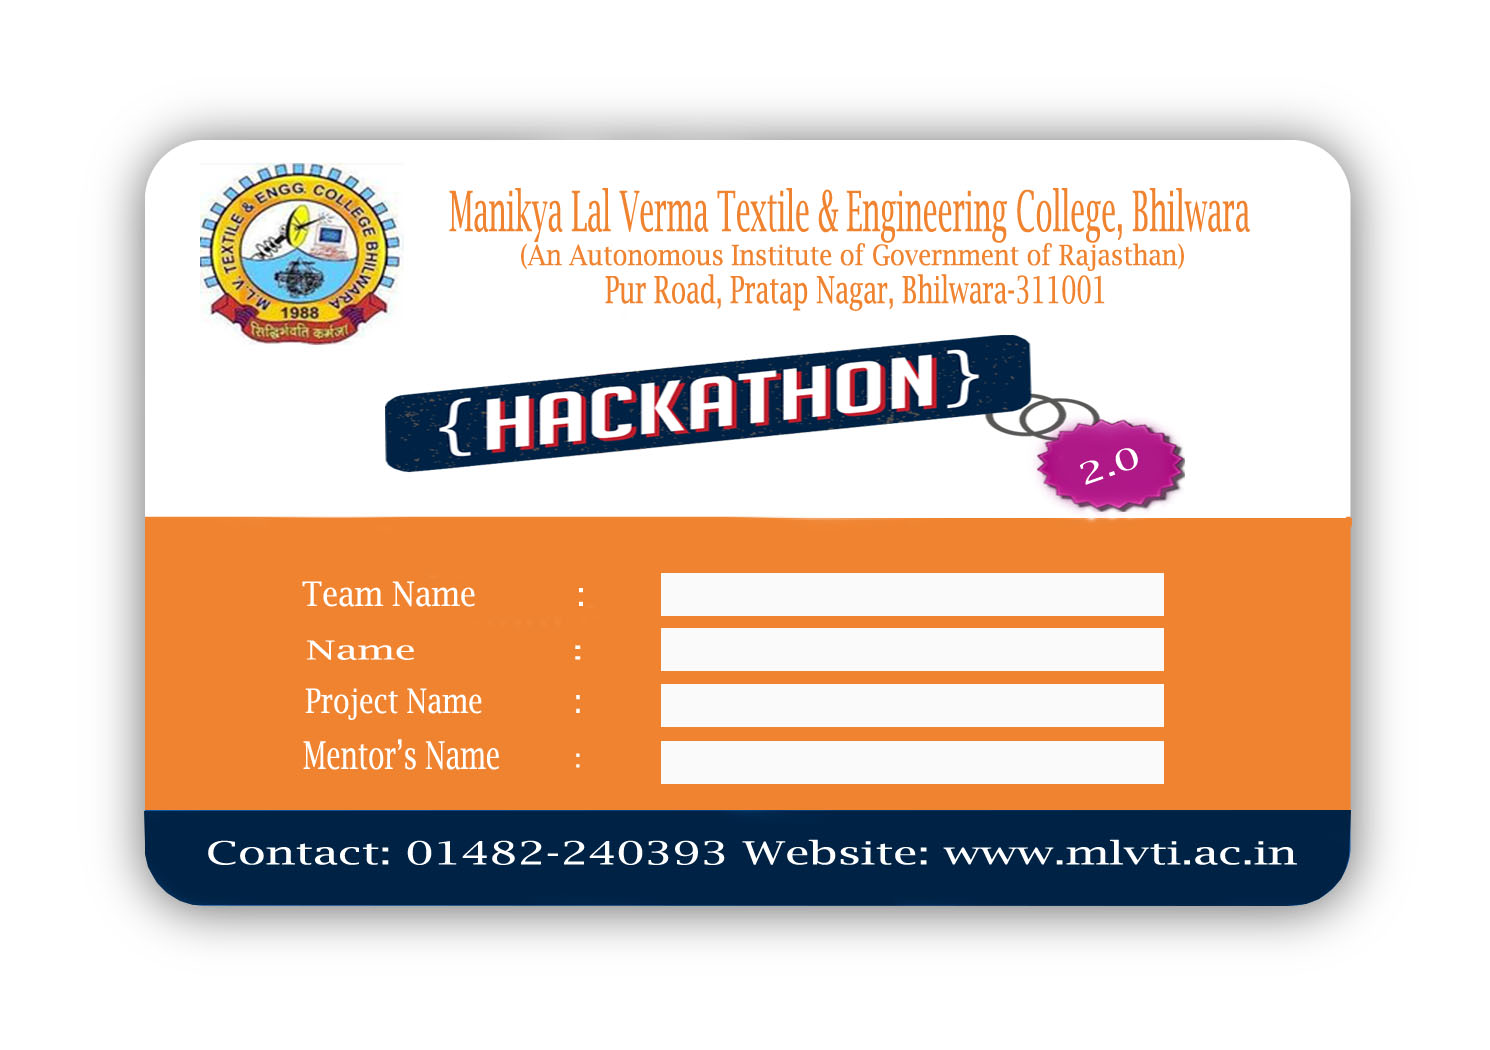 M.L.V. TEXTILE & ENGG. COLLEGE BHILWARA
1988
सिद्धिर्भवति कर्मजा
Manikya Lal Verma Textile & Engineering College, Bhilwara
(An Autonomous Institute of Government of Rajasthan)
Pur Road, Pratap Nagar, Bhilwara-311001
{HACKATHON}
2.0
Team Name :
Name :
Project Name :
Mentor’s Name :
Contact: 01482-240393 Website: www.mlvti.ac.in